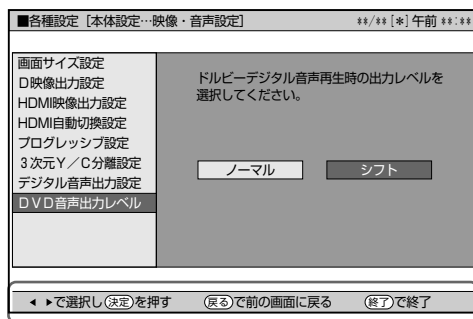 ■各種設定［本体設定…映像・音声設定］ **/**[*]午前 **:**
画面サイズ設定
D映像出力設定
HDMI映像出力設定
HDMI自動切換設定
プログレッシブ設定
３次元Ｙ／Ｃ分離設定
デジタル音声出力設定
ＤＶＤ音声出力レベル
ドルビーデジタル音声再生時の出力レベルを
選択してください。
ノーマル シフト
◀ ▶で選択し決定を押す 戻るで前の画面に戻る 終了で終了